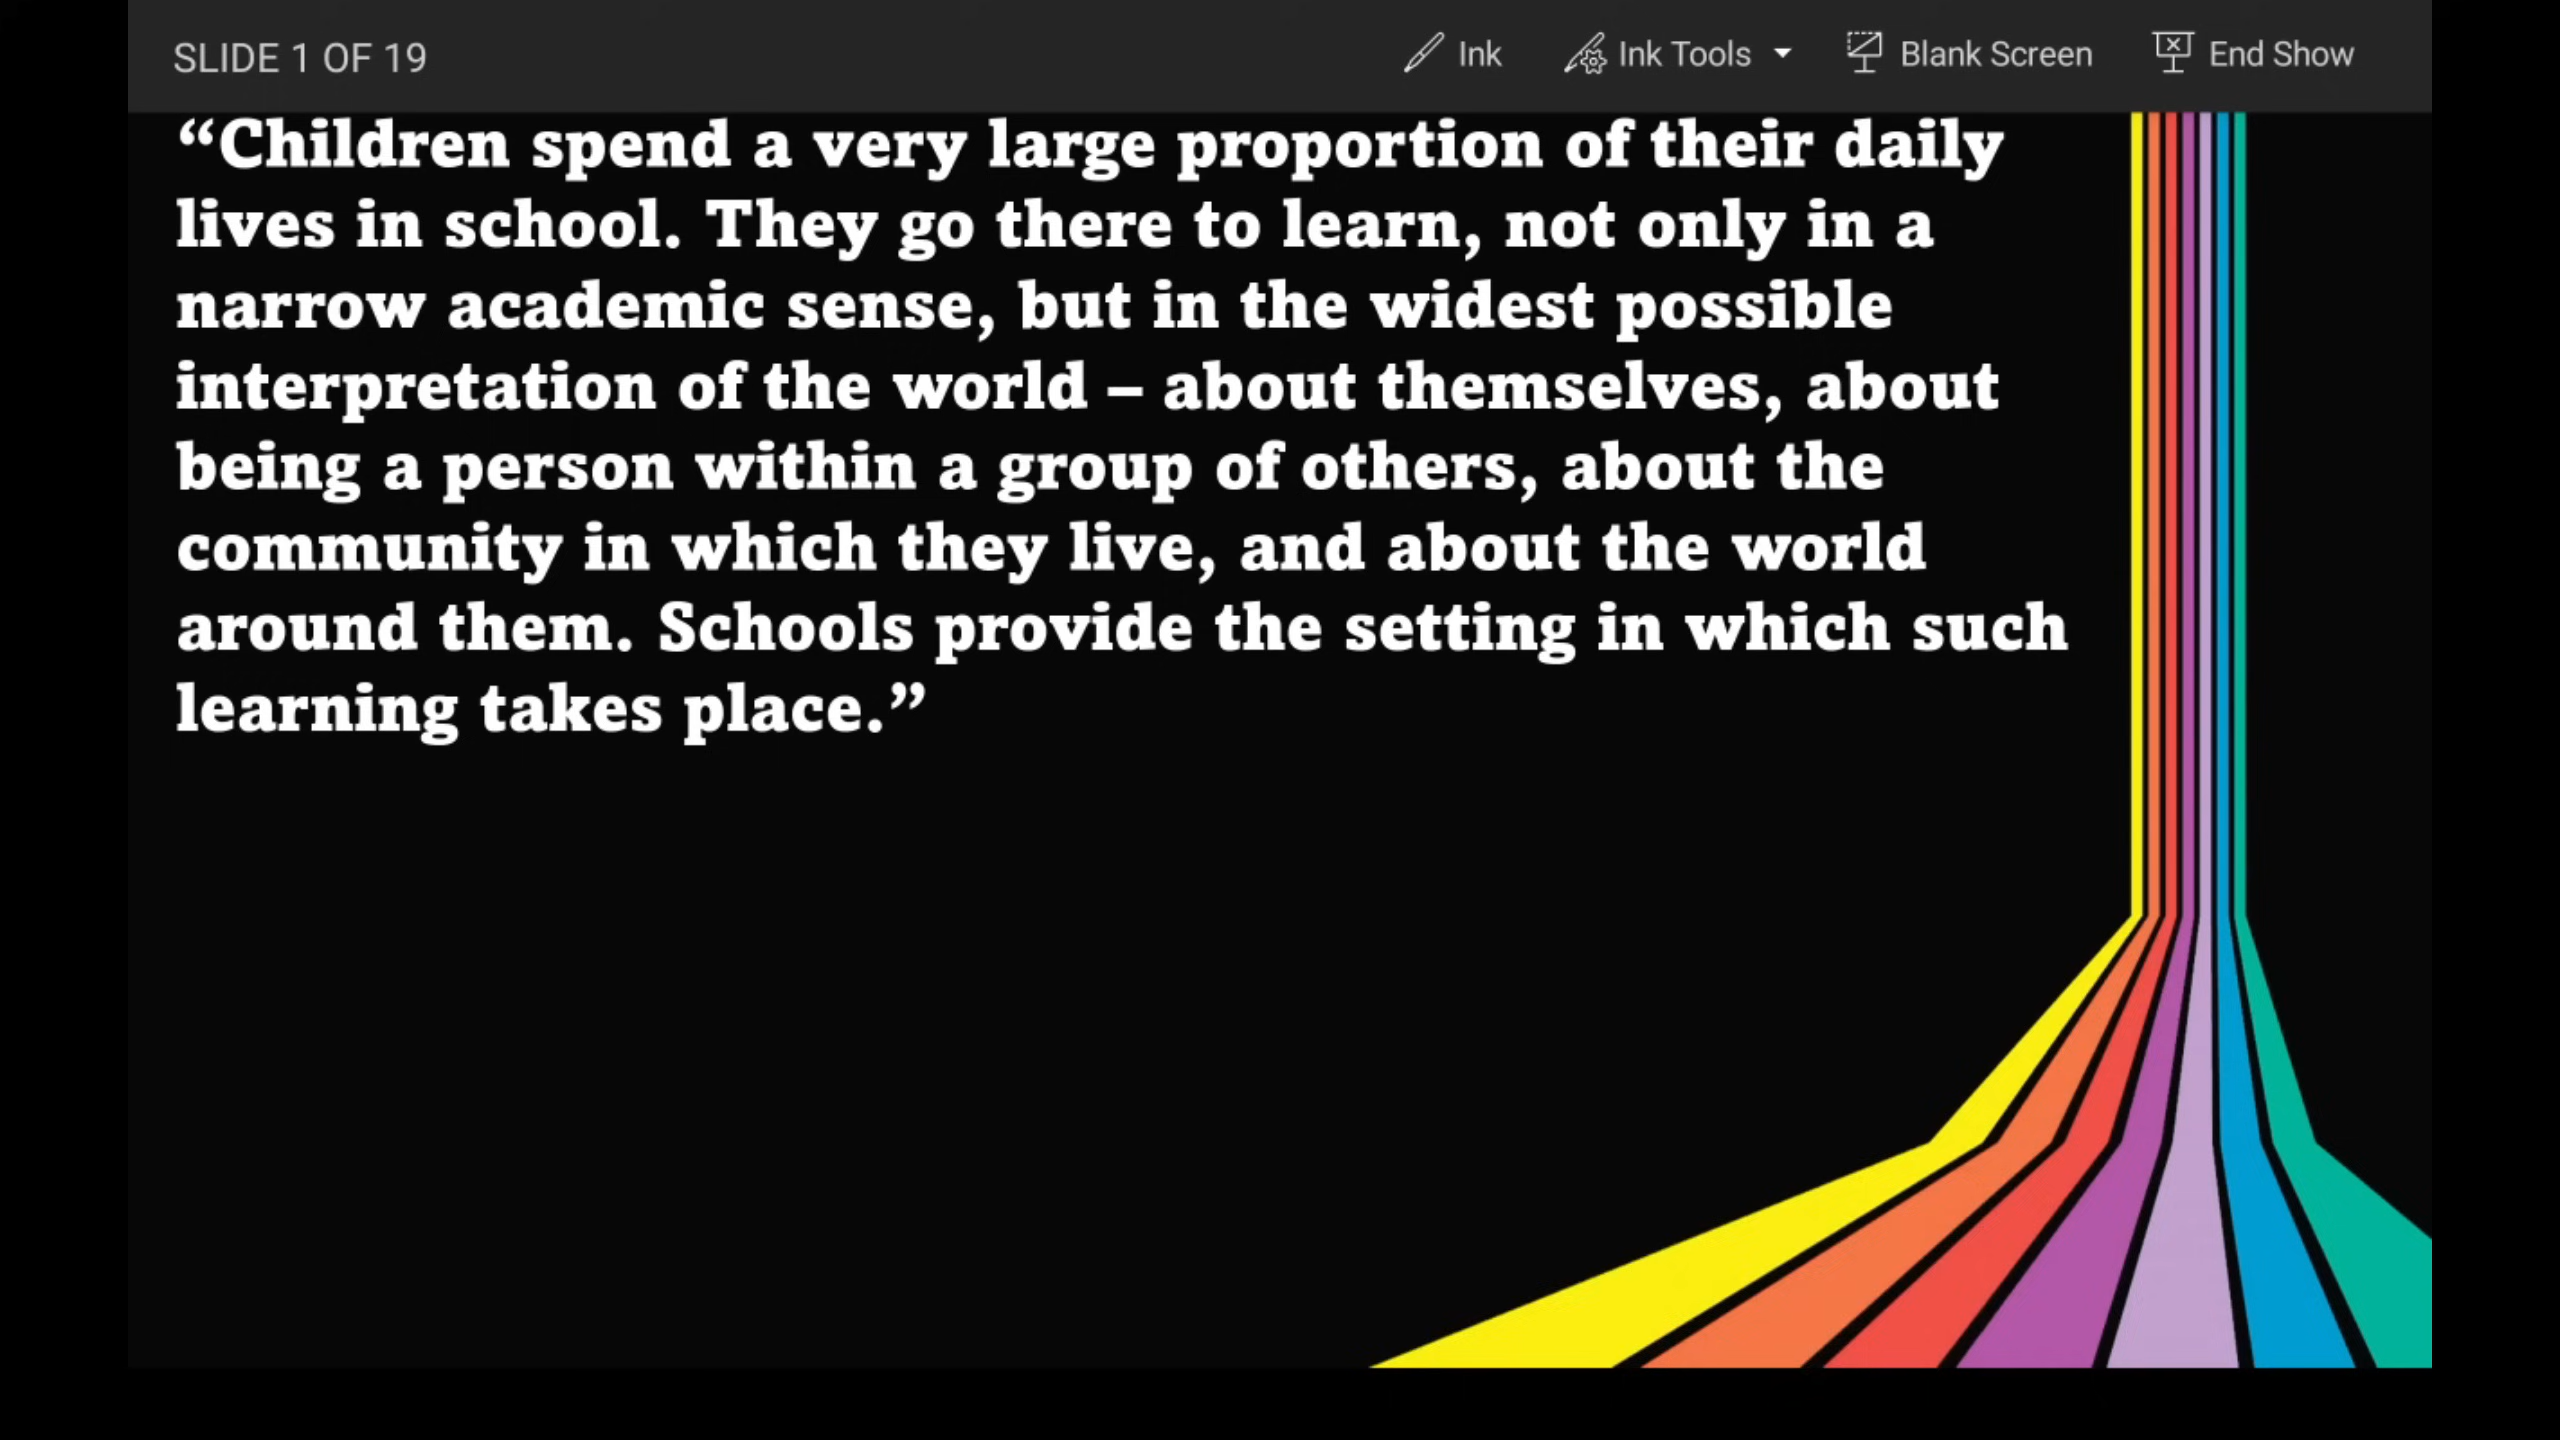 SLIDE 1 OF 19
Ink
Ink Tools
Blank Screen
End Show
“Children spend a very large proportion of their daily
lives in school. They go there to learn, not only in a
narrow academic sense, but in the widest possible
interpretation of the world – about themselves, about
being a person within a group of others, about the
community in which they live, and about the world
around them. Schools provide the setting in which such
learning takes place.”